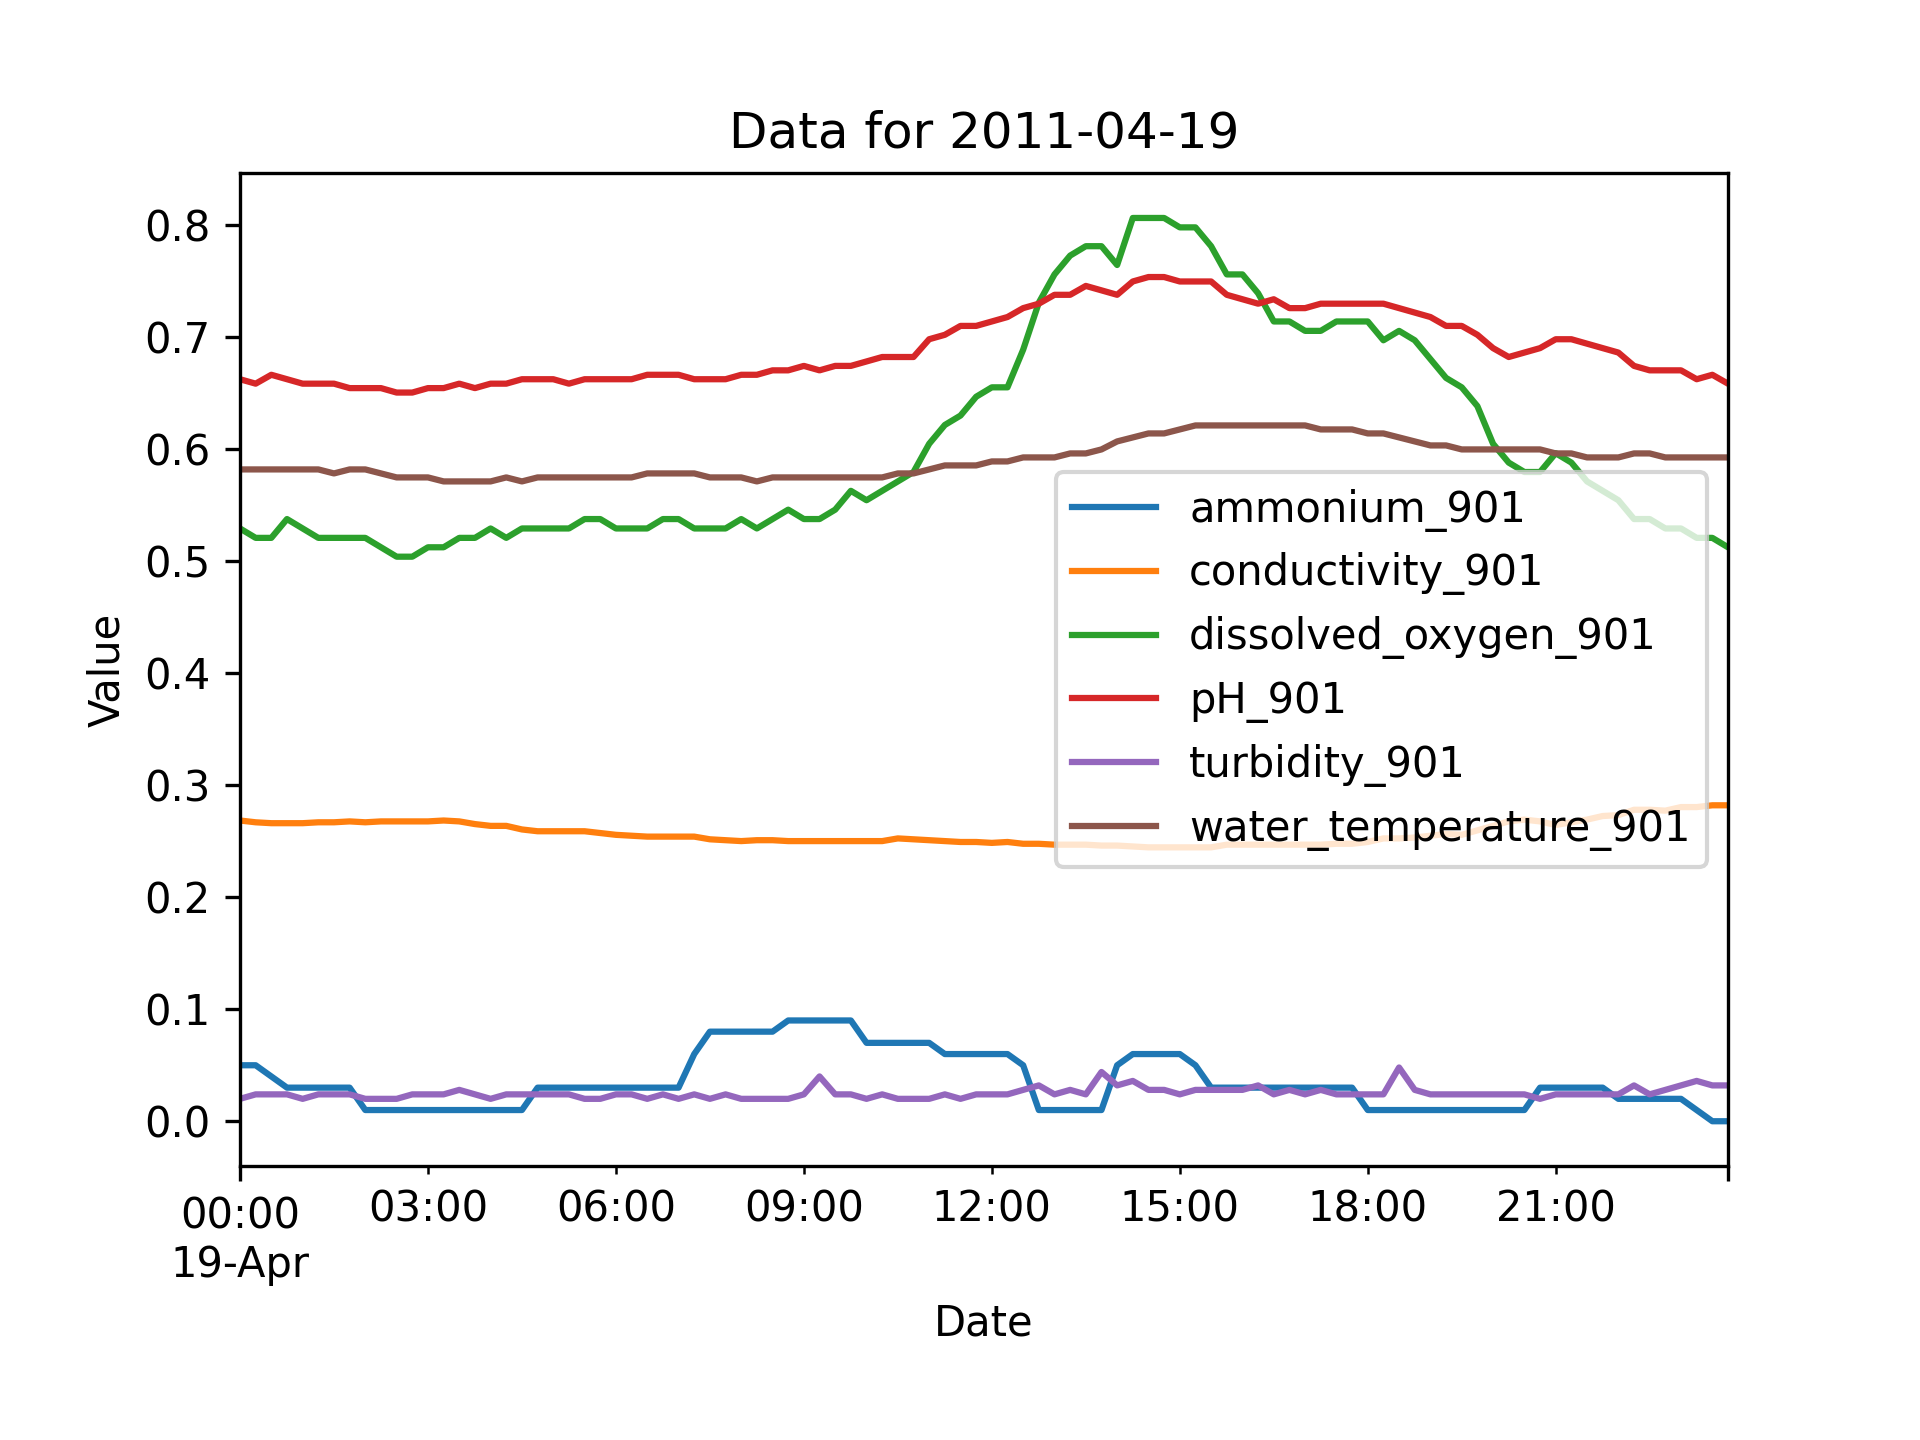 Data for 2011-04-19
0.8
0.7
0.6
0.5
0.4
0.3
0.2
0.1
0.0
Value
ammonium_901
conductivity_901
dissolved_oxygen_901
pH_901
turbidity_901
water_temperature_901
00:00 03:00 06:00 09:00 12:00 15:00 18:00 21:00
19-Apr
Date